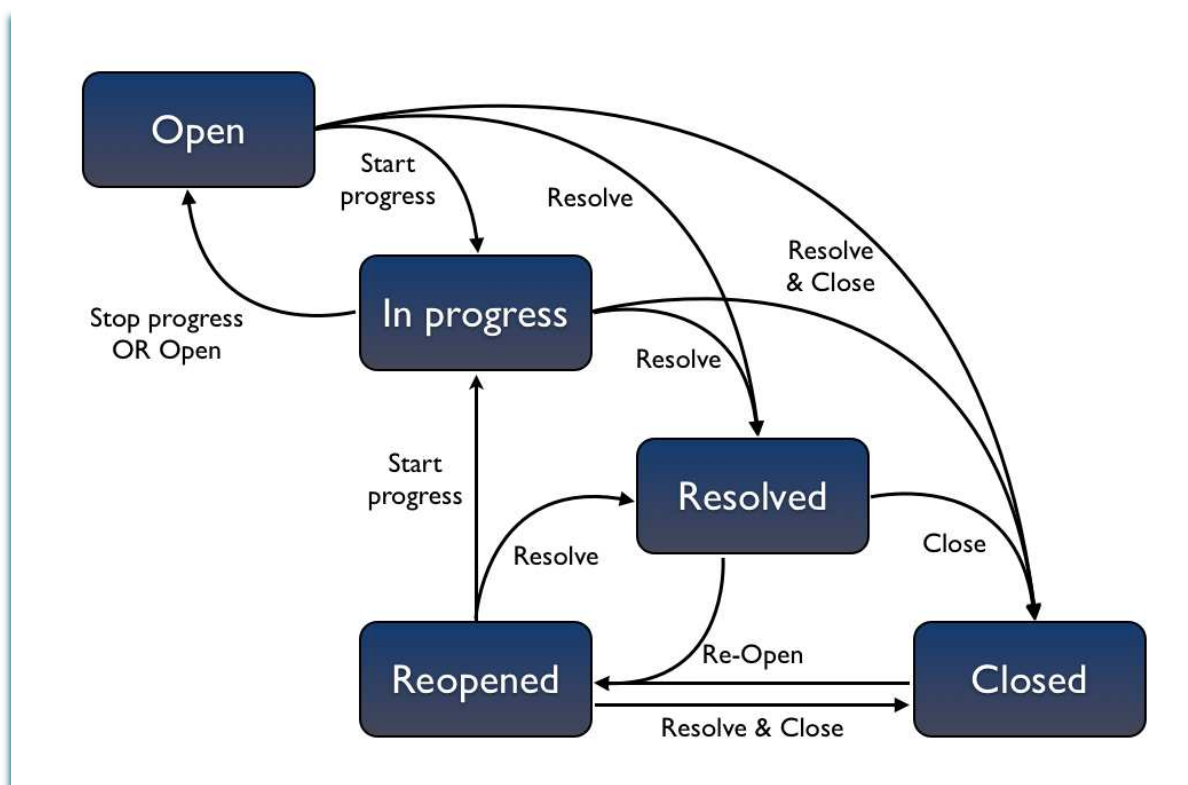 Open
Start
progress
Resolve
Resolve
& Close
In progress
Stop progress
OR Open
Resolve
Start
progress
Resolved
Resolve
Close
Reopened
Re-Open
Closed
Resolve & Close